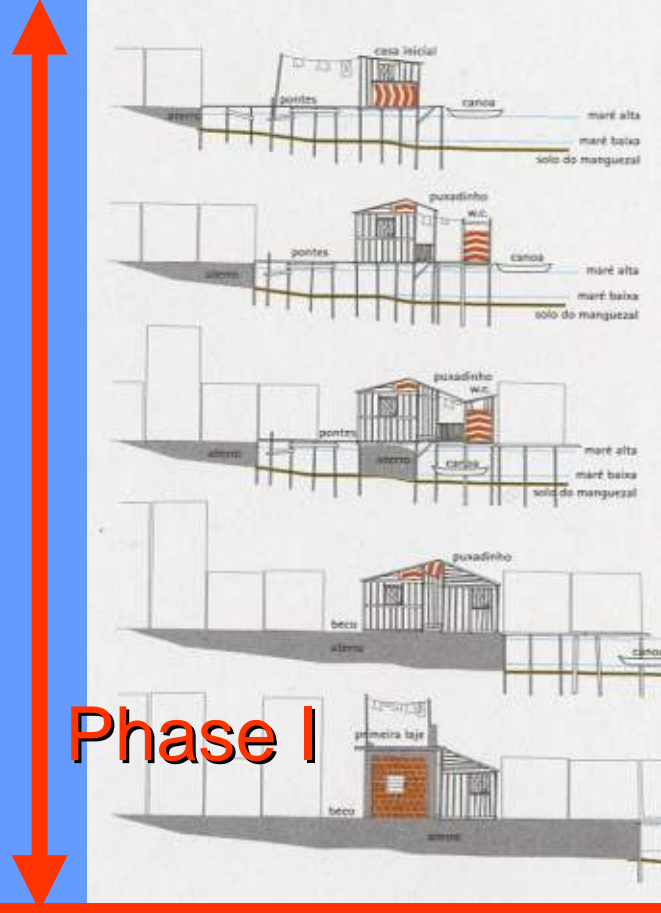 casa inicial
pontes
canoa
aterro
maré alta
maré baixa
solo do manguezal
puxadinho
w.c.
pontes
canoa
aterro
maré alta
maré baixa
solo do manguezal
puxadinho
w.c.
pontes
aterro
aterro
canoa
maré alta
maré baixa
solo do manguezal
puxadinho
beco
aterro
canoa
Phase I
primeira laje
beco
aterro